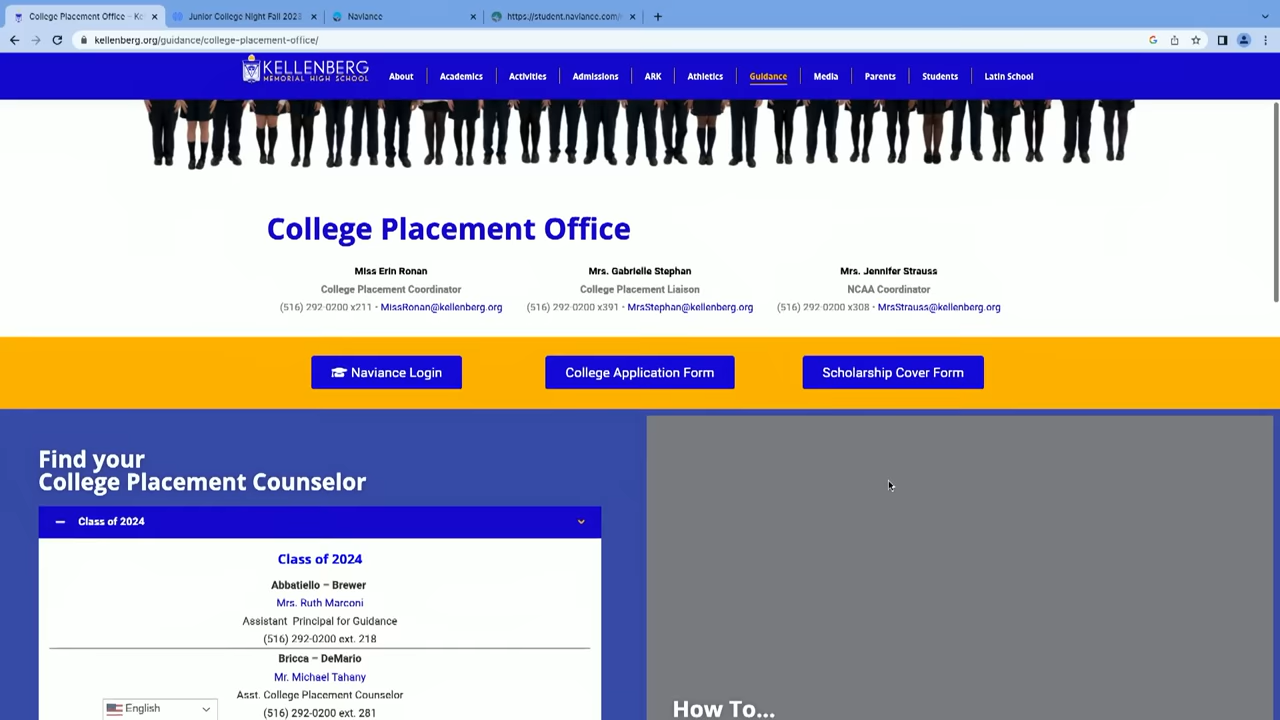 College Placement Office – Ke
Junior College Night Fall 2023
Naviance
https://student.naviance.com/
kellenberg.org/guidance/college-placement-office/
KELLENBERG
MEMORIAL HIGH SCHOOL
About
Academics
Activities
Admissions
ARK
Athletics
Guidance
Media
Parents
Students
Latin School
College Placement Office
Miss Erin Ronan
College Placement Coordinator
(516) 292-0200 x211 • MissRonan@kellenberg.org
Mrs. Gabrielle Stephan
College Placement Liaison
(516) 292-0200 x391 • MrsStephan@kellenberg.org
Mrs. Jennifer Strauss
NCAA Coordinator
(516) 292-0200 x308 • MrsStrauss@kellenberg.org
Naviance Login
College Application Form
Scholarship Cover Form
Find your
College Placement Counselor
Class of 2024
Class of 2024
Abbatiello – Brewer
Mrs. Ruth Marconi
Assistant Principal for Guidance
(516) 292-0200 ext. 218
Bricca – DeMario
Mr. Michael Tahany
Asst. College Placement Counselor
(516) 292-0200 ext. 281
English
How To...